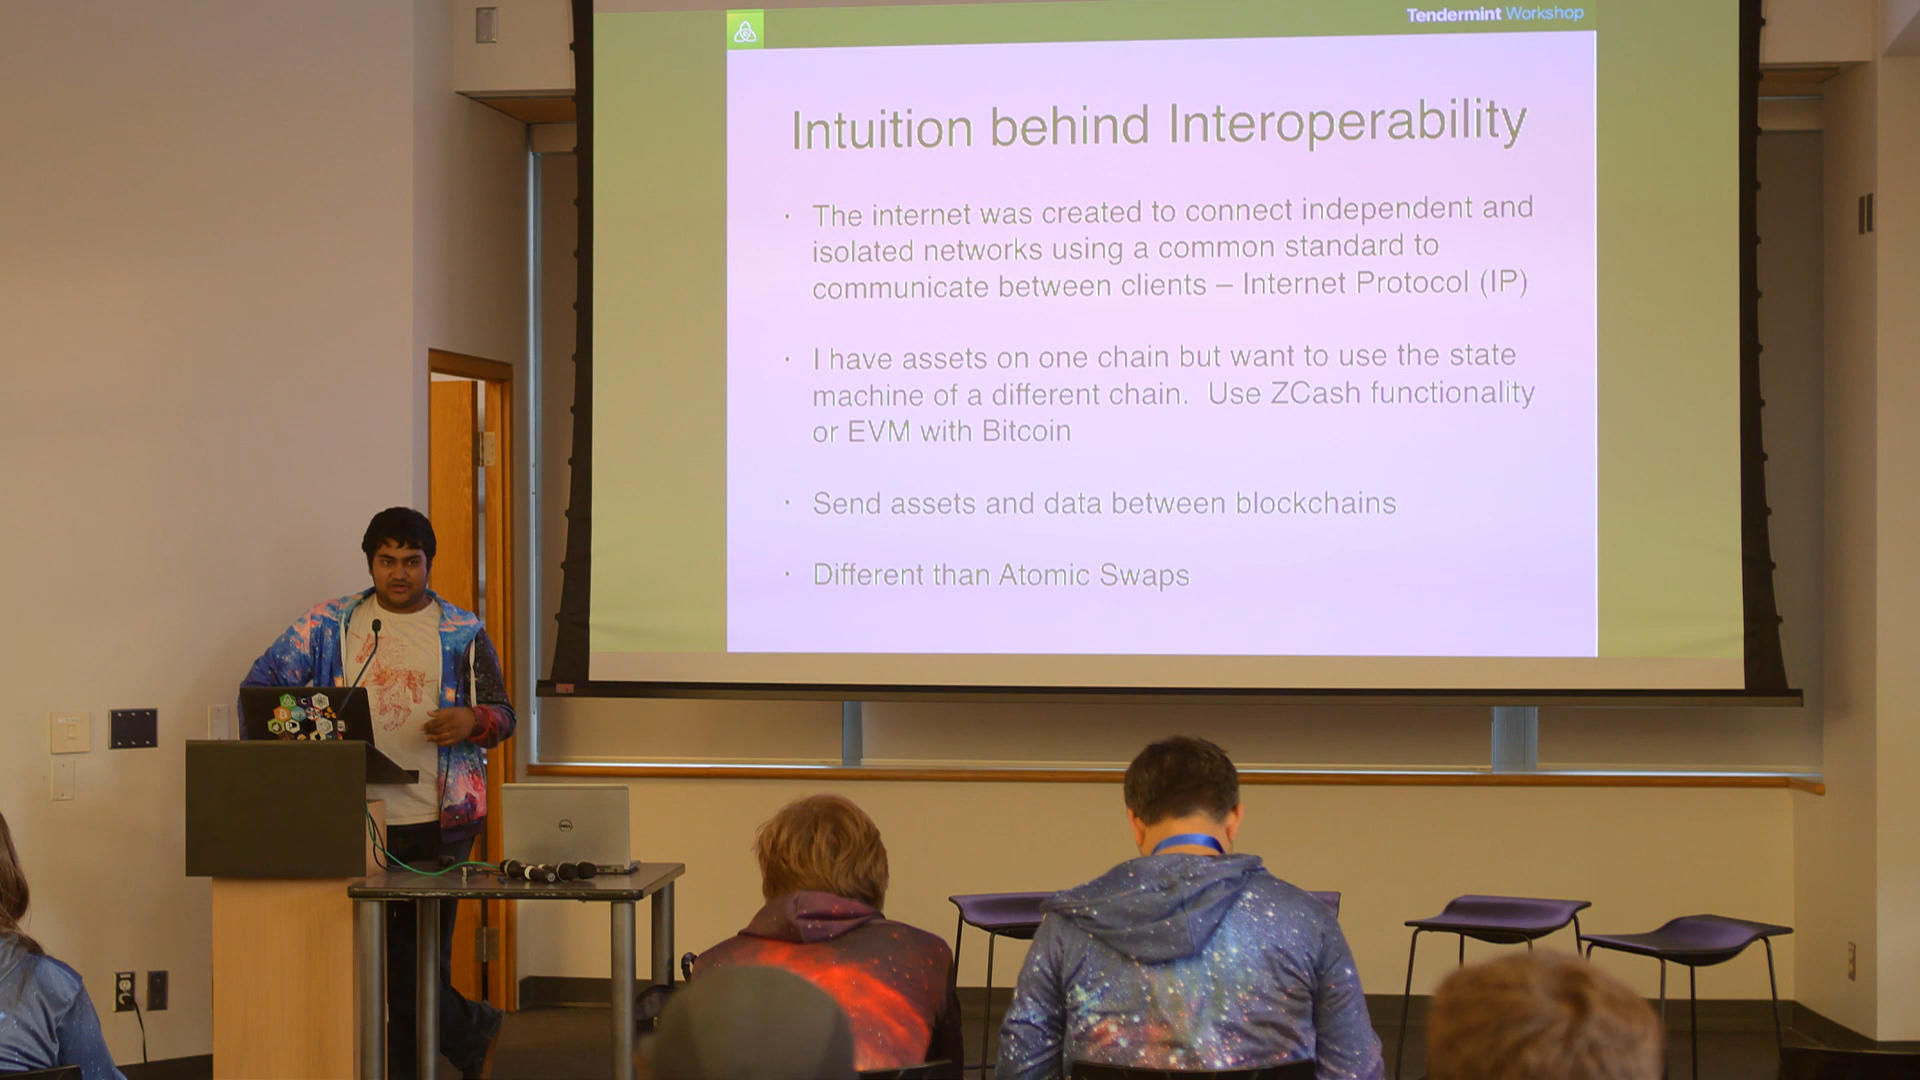 Tendermint Workshop
Intuition behind Interoperability
· The internet was created to connect independent and
isolated networks using a common standard to
communicate between clients – Internet Protocol (IP)
· I have assets on one chain but want to use the state
machine of a different chain. Use ZCash functionality
or EVM with Bitcoin
· Send assets and data between blockchains
· Different than Atomic Swaps
DELL